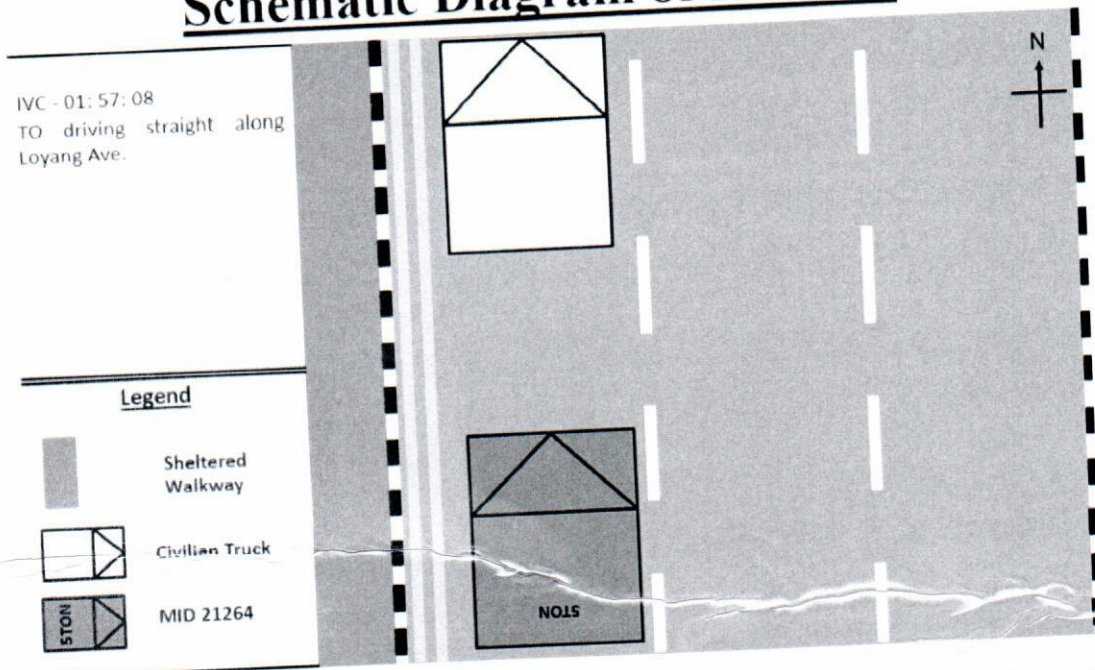 Schematic Diagram of
IVC - 01: 57: 08
TO driving straight along
Loyang Ave.
N
Legend
Sheltered
Walkway
Civilian Truck
STON
MID 21264
STON